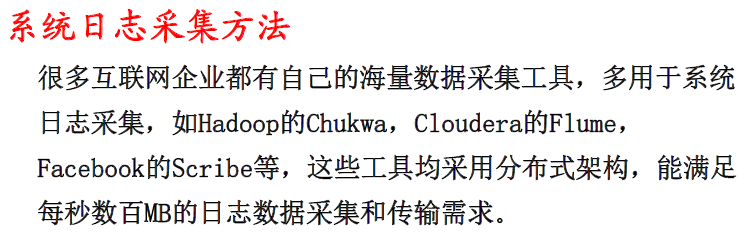 系统日志采集方法
很多互联网企业都有自己的海量数据采集工具，多用于系统
日志采集，如Hadoop的Chukwa，Cloudera的Flume，
Facebook的Scribe等，这些工具均采用分布式架构，能满足
每秒数百MB的日志数据采集和传输需求。